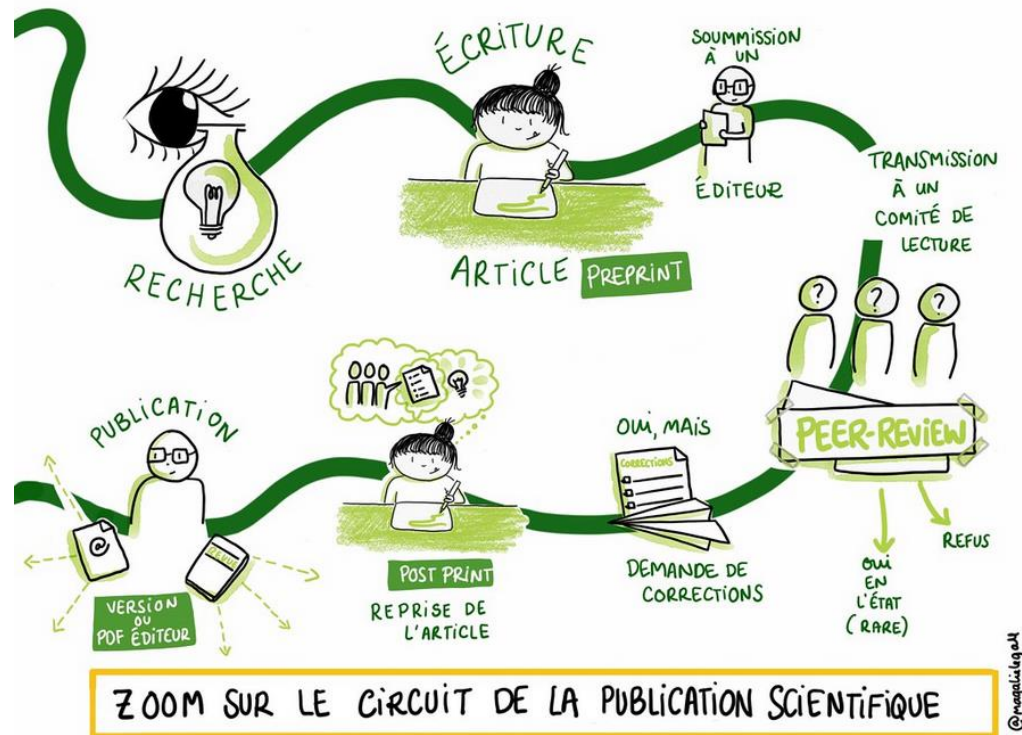 ÉCRITURE
SOUMMISSION
À UN
ÉDITEUR
TRANSMISSION
À UN
COMITÉ DE
LECTURE
RECHERCHE
ARTICLE PREPRINT
?
?
?
PEER-REVIEW
REFUS
OUI
EN
L'ÉTAT
(RARE)
OUI, MAIS
CORRECTIONS
DEMANDE DE
CORRECTIONS
POST PRINT
REPRISE DE
L'ARTICLE
PUBLICATION
@
REVUE
VERSION
OU
PDF ÉDITEUR
ZOOM SUR LE CIRCUIT DE LA PUBLICATION SCIENTIFIQUE
@magalielegall